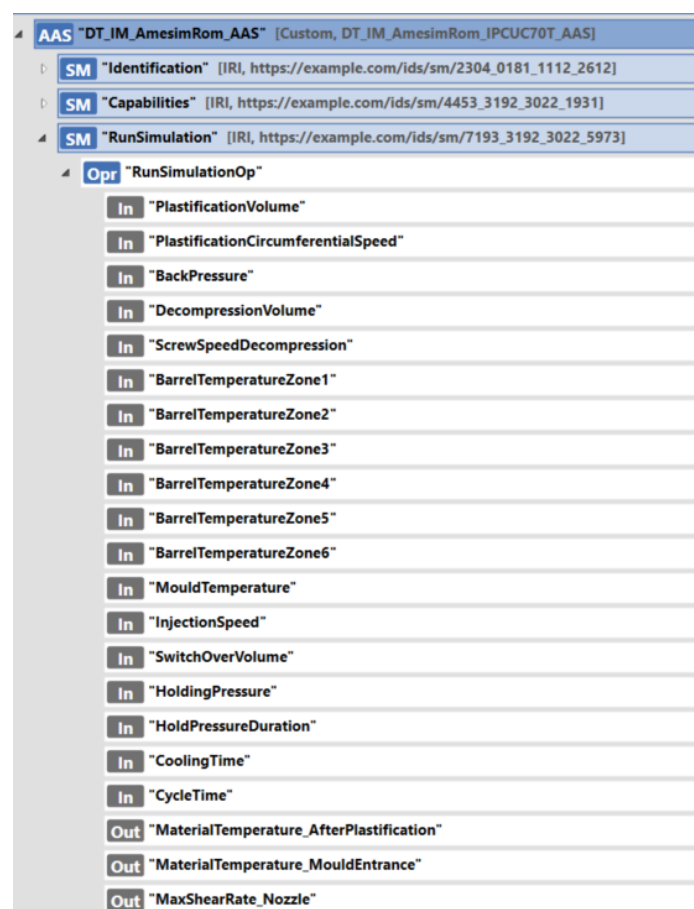 AAS "DT_IM_AmesimRom_AAS" [Custom, DT_IM_AmesimRom_IPCUC70T_AAS]
SM "Identification" [IRI, https://example.com/ids/sm/2304_0181_1112_2612]
SM "Capabilities" [IRI, https://example.com/ids/sm/4453_3192_3022_1931]
SM "RunSimulation" [IRI, https://example.com/ids/sm/7193_3192_3022_5973]
Opr "RunSimulationOp"
In "PlastificationVolume"
In "PlastificationCircumferentialSpeed"
In "BackPressure"
In "DecompressionVolume"
In "ScrewSpeedDecompression"
In "BarrelTemperatureZone1"
In "BarrelTemperatureZone2"
In "BarrelTemperatureZone3"
In "BarrelTemperatureZone4"
In "BarrelTemperatureZone5"
In "BarrelTemperatureZone6"
In "MouldTemperature"
In "InjectionSpeed"
In "SwitchOverVolume"
In "HoldingPressure"
In "HoldPressureDuration"
In "CoolingTime"
In "CycleTime"
Out "MaterialTemperature_AfterPlastification"
Out "MaterialTemperature_MouldEntrance"
Out "MaxShearRate_Nozzle"